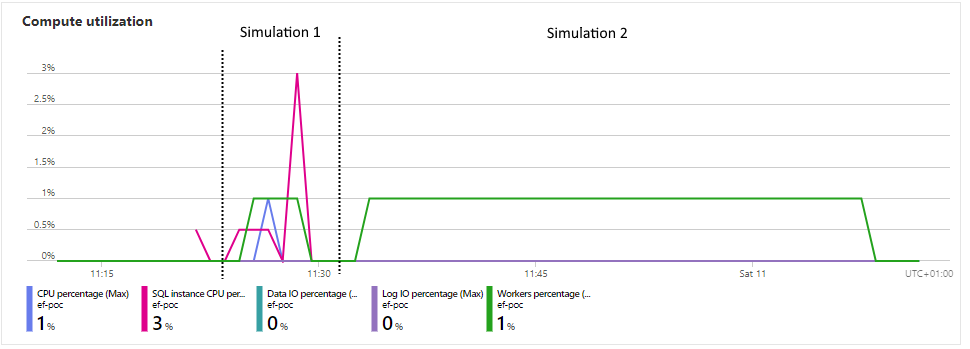 Compute utilization
Simulation 1
Simulation 2
3%
2.5%
2%
1.5%
1%
0.5%
0%
11:15
11:30
11:45
Sat 11
UTC+01:00
CPU percentage (Max)
ef-poc
1 %
SQL instance CPU per...
ef-poc
3 %
Data IO percentage (...
ef-poc
0 %
Log IO percentage (Max)
ef-poc
0 %
Workers percentage (...
ef-poc
1 %